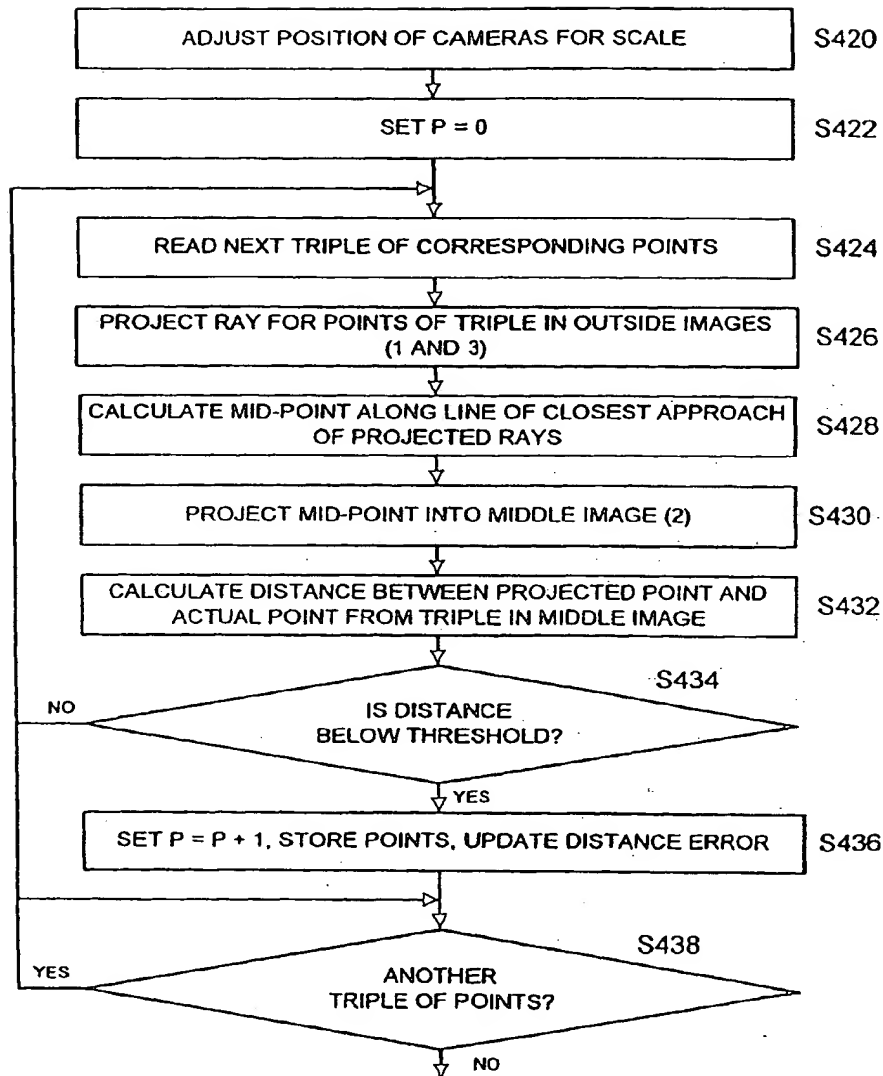 ADJUST POSITION OF CAMERAS FOR SCALE
S420
SET P = 0
S422
READ NEXT TRIPLE OF CORRESPONDING POINTS
S424
PROJECT RAY FOR POINTS OF TRIPLE IN OUTSIDE IMAGES
(1 AND 3)
S426
CALCULATE MID-POINT ALONG LINE OF CLOSEST APPROACH
OF PROJECTED RAYS
S428
PROJECT MID-POINT INTO MIDDLE IMAGE (2)
S430
CALCULATE DISTANCE BETWEEN PROJECTED POINT AND
ACTUAL POINT FROM TRIPLE IN MIDDLE IMAGE
S432
S434
NO
IS DISTANCE
BELOW THRESHOLD?
YES
SET P = P + 1, STORE POINTS, UPDATE DISTANCE ERROR
S436
S438
YES
ANOTHER
TRIPLE OF POINTS?
NO